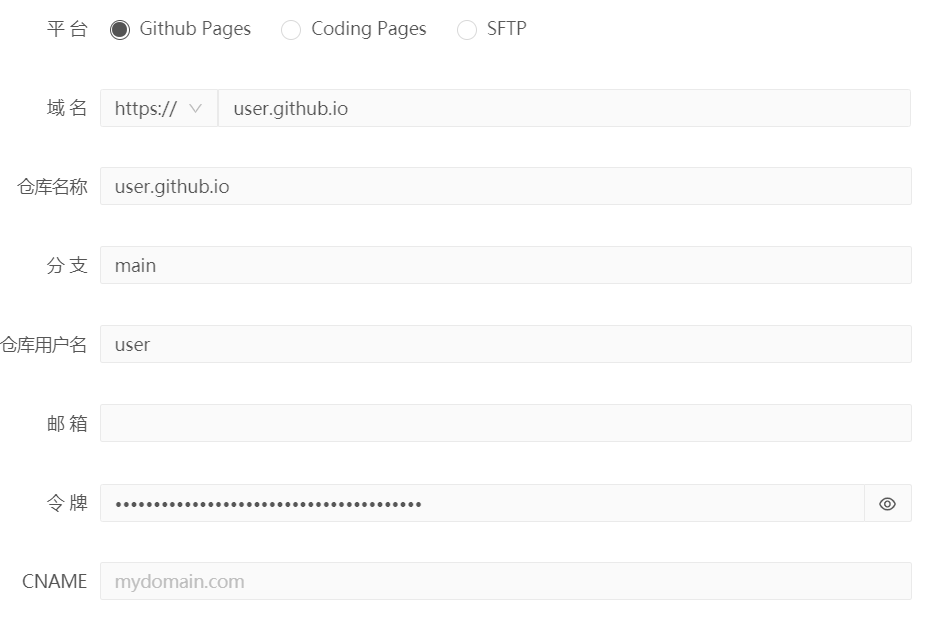 平 台 Github Pages Coding Pages SFTP
域 名 https:// user.github.io
仓库名称 user.github.io
分 支 main
仓库用户名 user
邮 箱
令 牌 ••••••••••••••••••••••••••••••••••••••••
CNAME mydomain.com